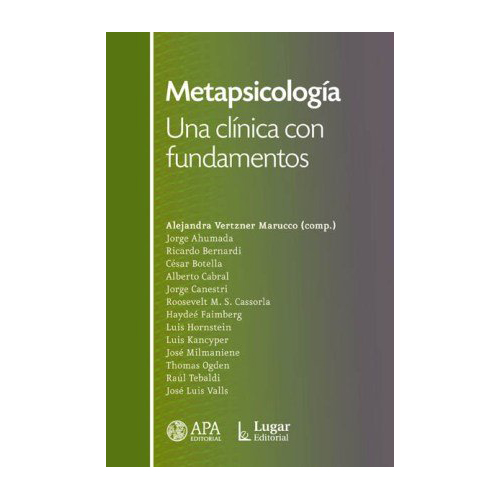 Metapsicología
Una clínica con
fundamentos
Alejandra Vertzner Marucco (comp.)
Jorge Ahumada
Ricardo Bernardi
César Botella
Alberto Cabral
Jorge Canestri
Roosevelt M. S. Cassorla
Haydeé Faimberg
Luis Hornstein
Luis Kancyper
José Milmaniene
Thomas Ogden
Raúl Tebaldi
José Luis Valls
APA
EDITORIAL
Lugar
Editorial